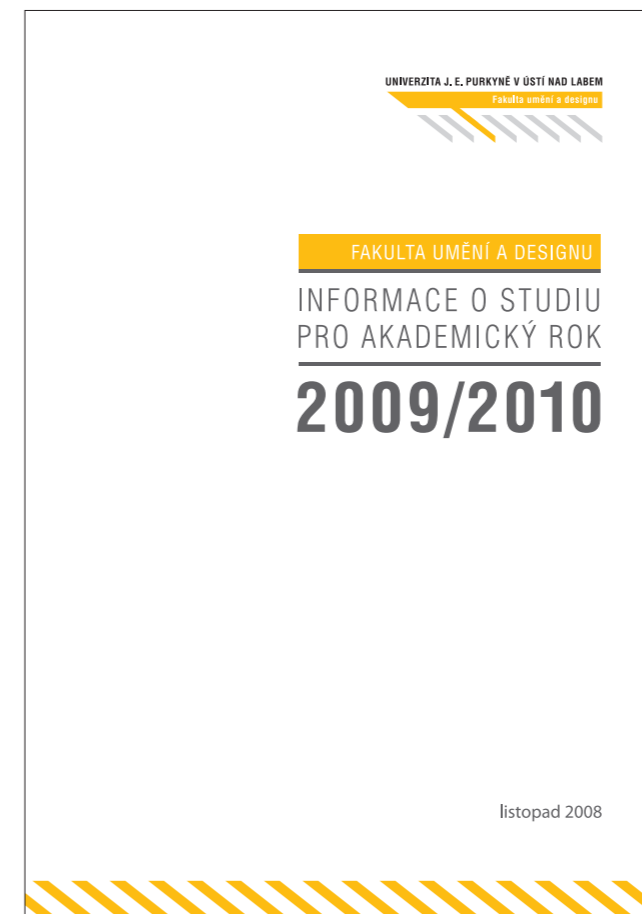 UNIVERZITA J. E. PURKYNĚ V ÚSTÍ NAD LABEM
Fakulta umění a designu
FAKULTA UMĚNÍ A DESIGNU
INFORMACE O STUDIU
PRO AKADEMICKÝ ROK
2009/2010
listopad 2008